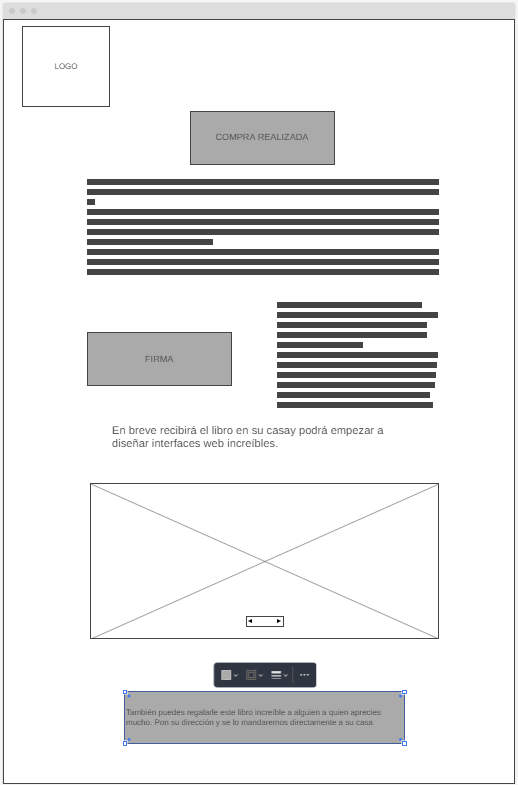 LOGO
COMPRA REALIZADA
FIRMA
En breve recibirá el libro en su casay podrá empezar a
diseñar interfaces web increíbles.
También puedes regalarle este libro increíble a alguien a quien aprecies
mucho. Pon su dirección y se lo mandaremos directamente a su casa